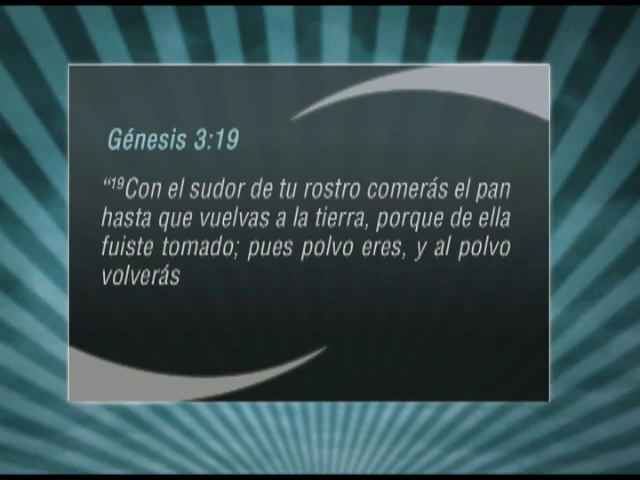 Génesis 3:19
“¹⁹Con el sudor de tu rostro comerás el pan
hasta que vuelvas a la tierra, porque de ella
fuiste tomado; pues polvo eres, y al polvo
volverás